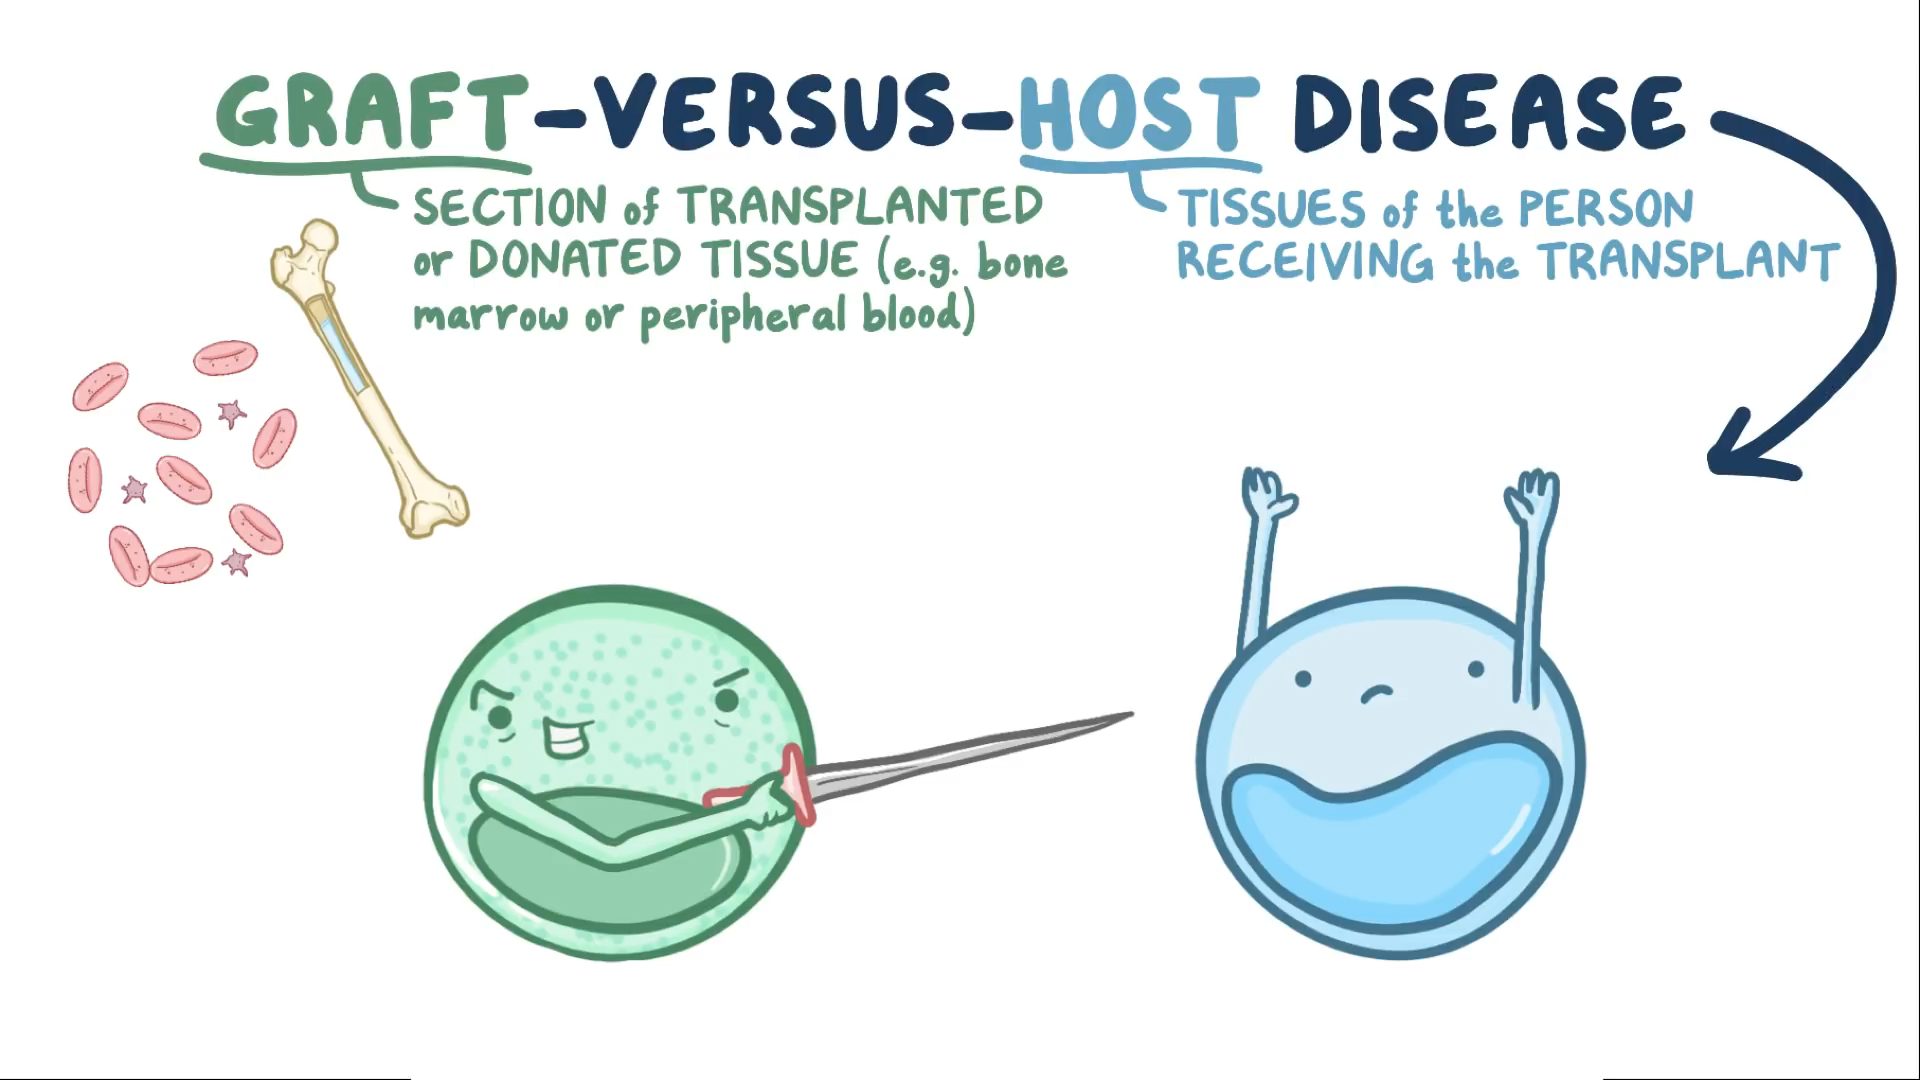 GRAFT-VERSUS-HOST DISEASE
SECTION of TRANSPLANTED
or DONATED TISSUE (e.g. bone
marrow or peripheral blood)
TISSUES of the PERSON
RECEIVING the TRANSPLANT